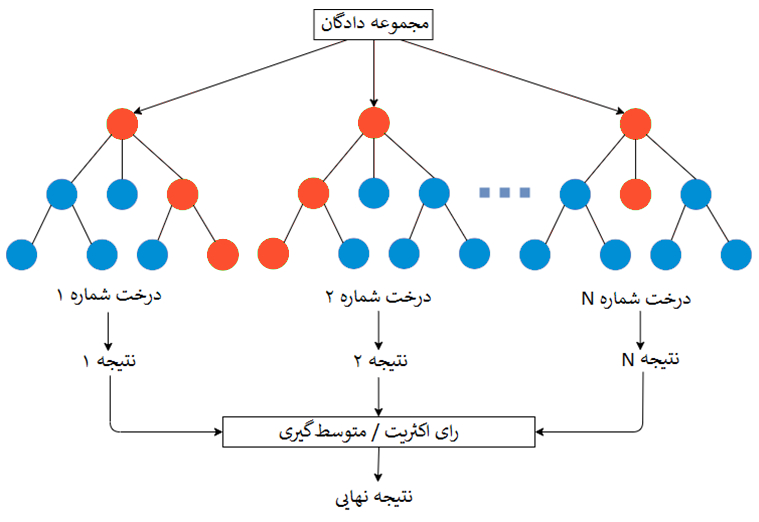 مجموعه دادگان
درخت شماره ۱
درخت شماره ۲
درخت شماره N
نتیجه ۱
نتیجه ۲
نتیجه N
رای اکثریت / متوسط‌گیری
نتیجه نهایی